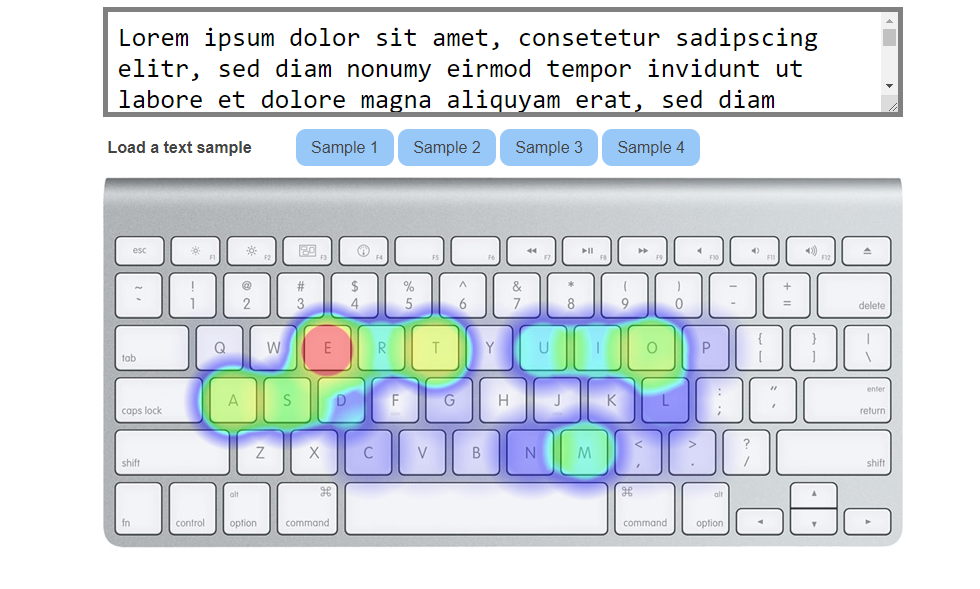 Lorem ipsum dolor sit amet, consetetur sadipscing
elitr, sed diam nonumy eirmod tempor invidunt ut
labore et dolore magna aliquyam erat, sed diam
Load a text sample Sample 1 Sample 2 Sample 3 Sample 4
esc F1 F2 F3 F4 F5 F6 F7 F8 F9 F10 F11 F12
~ ! @ # $ % ^ & * ( ) – +
` 1 2 3 4 5 6 7 8 9 0 - = delete
tab Q W E R T Y U I O P { [ } ] | \
caps lock A S D F G H J K L : ; “ ‘ enter return
shift Z X C V B N M < , > . ? / shift
fn control alt option ⌘ command ⌘ command alt option